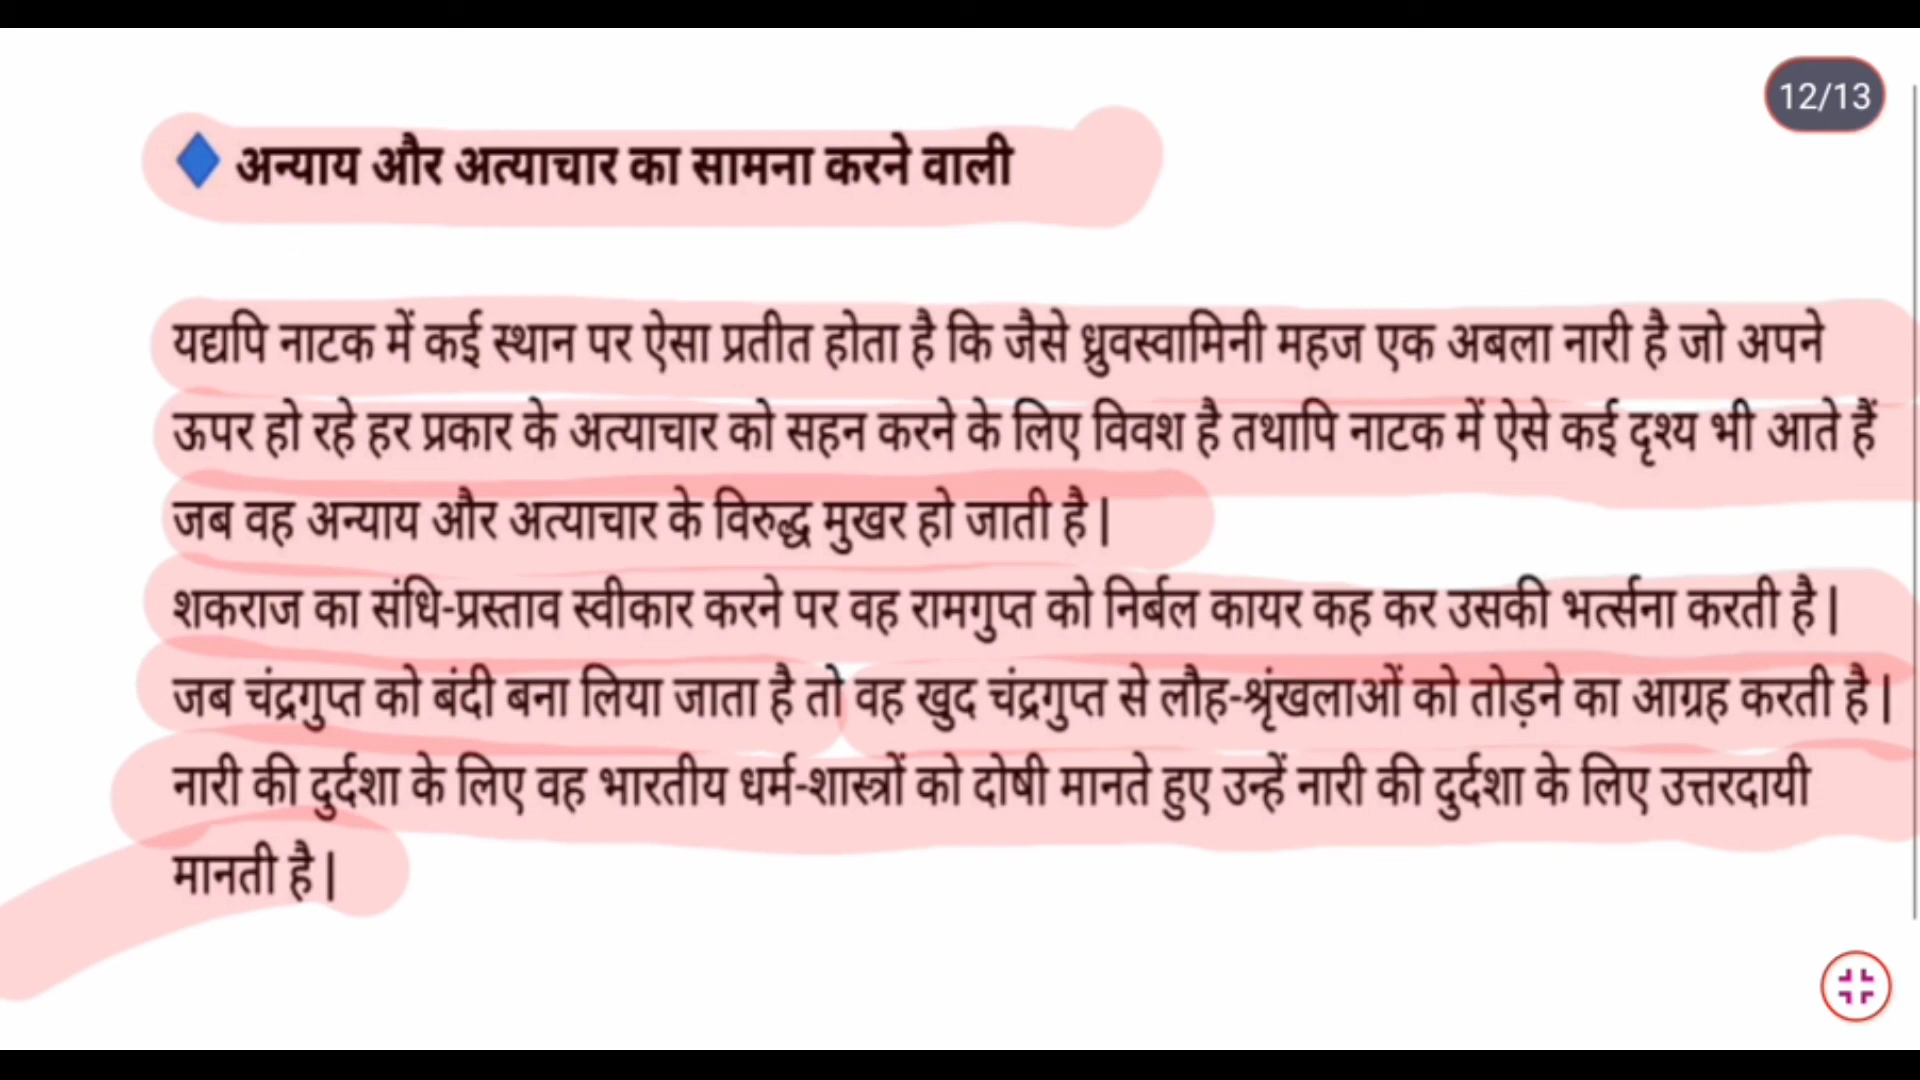 12/13
अन्याय और अत्याचार का सामना करने वाली
यद्यपि नाटक में कई स्थान पर ऐसा प्रतीत होता है कि जैसे ध्रुवस्वामिनी महज एक अबला नारी है जो अपने
ऊपर हो रहे हर प्रकार के अत्याचार को सहन करने के लिए विवश है तथापि नाटक में ऐसे कई दृश्य भी आते हैं
जब वह अन्याय और अत्याचार के विरुद्ध मुखर हो जाती है |
शकराज का संधि-प्रस्ताव स्वीकार करने पर वह रामगुप्त को निर्बल कायर कह कर उसकी भर्त्सना करती है |
जब चंद्रगुप्त को बंदी बना लिया जाता है तो वह खुद चंद्रगुप्त से लौह-श्रृंखलाओं को तोड़ने का आग्रह करती है |
नारी की दुर्दशा के लिए वह भारतीय धर्म-शास्त्रों को दोषी मानते हुए उन्हें नारी की दुर्दशा के लिए उत्तरदायी
मानती है |